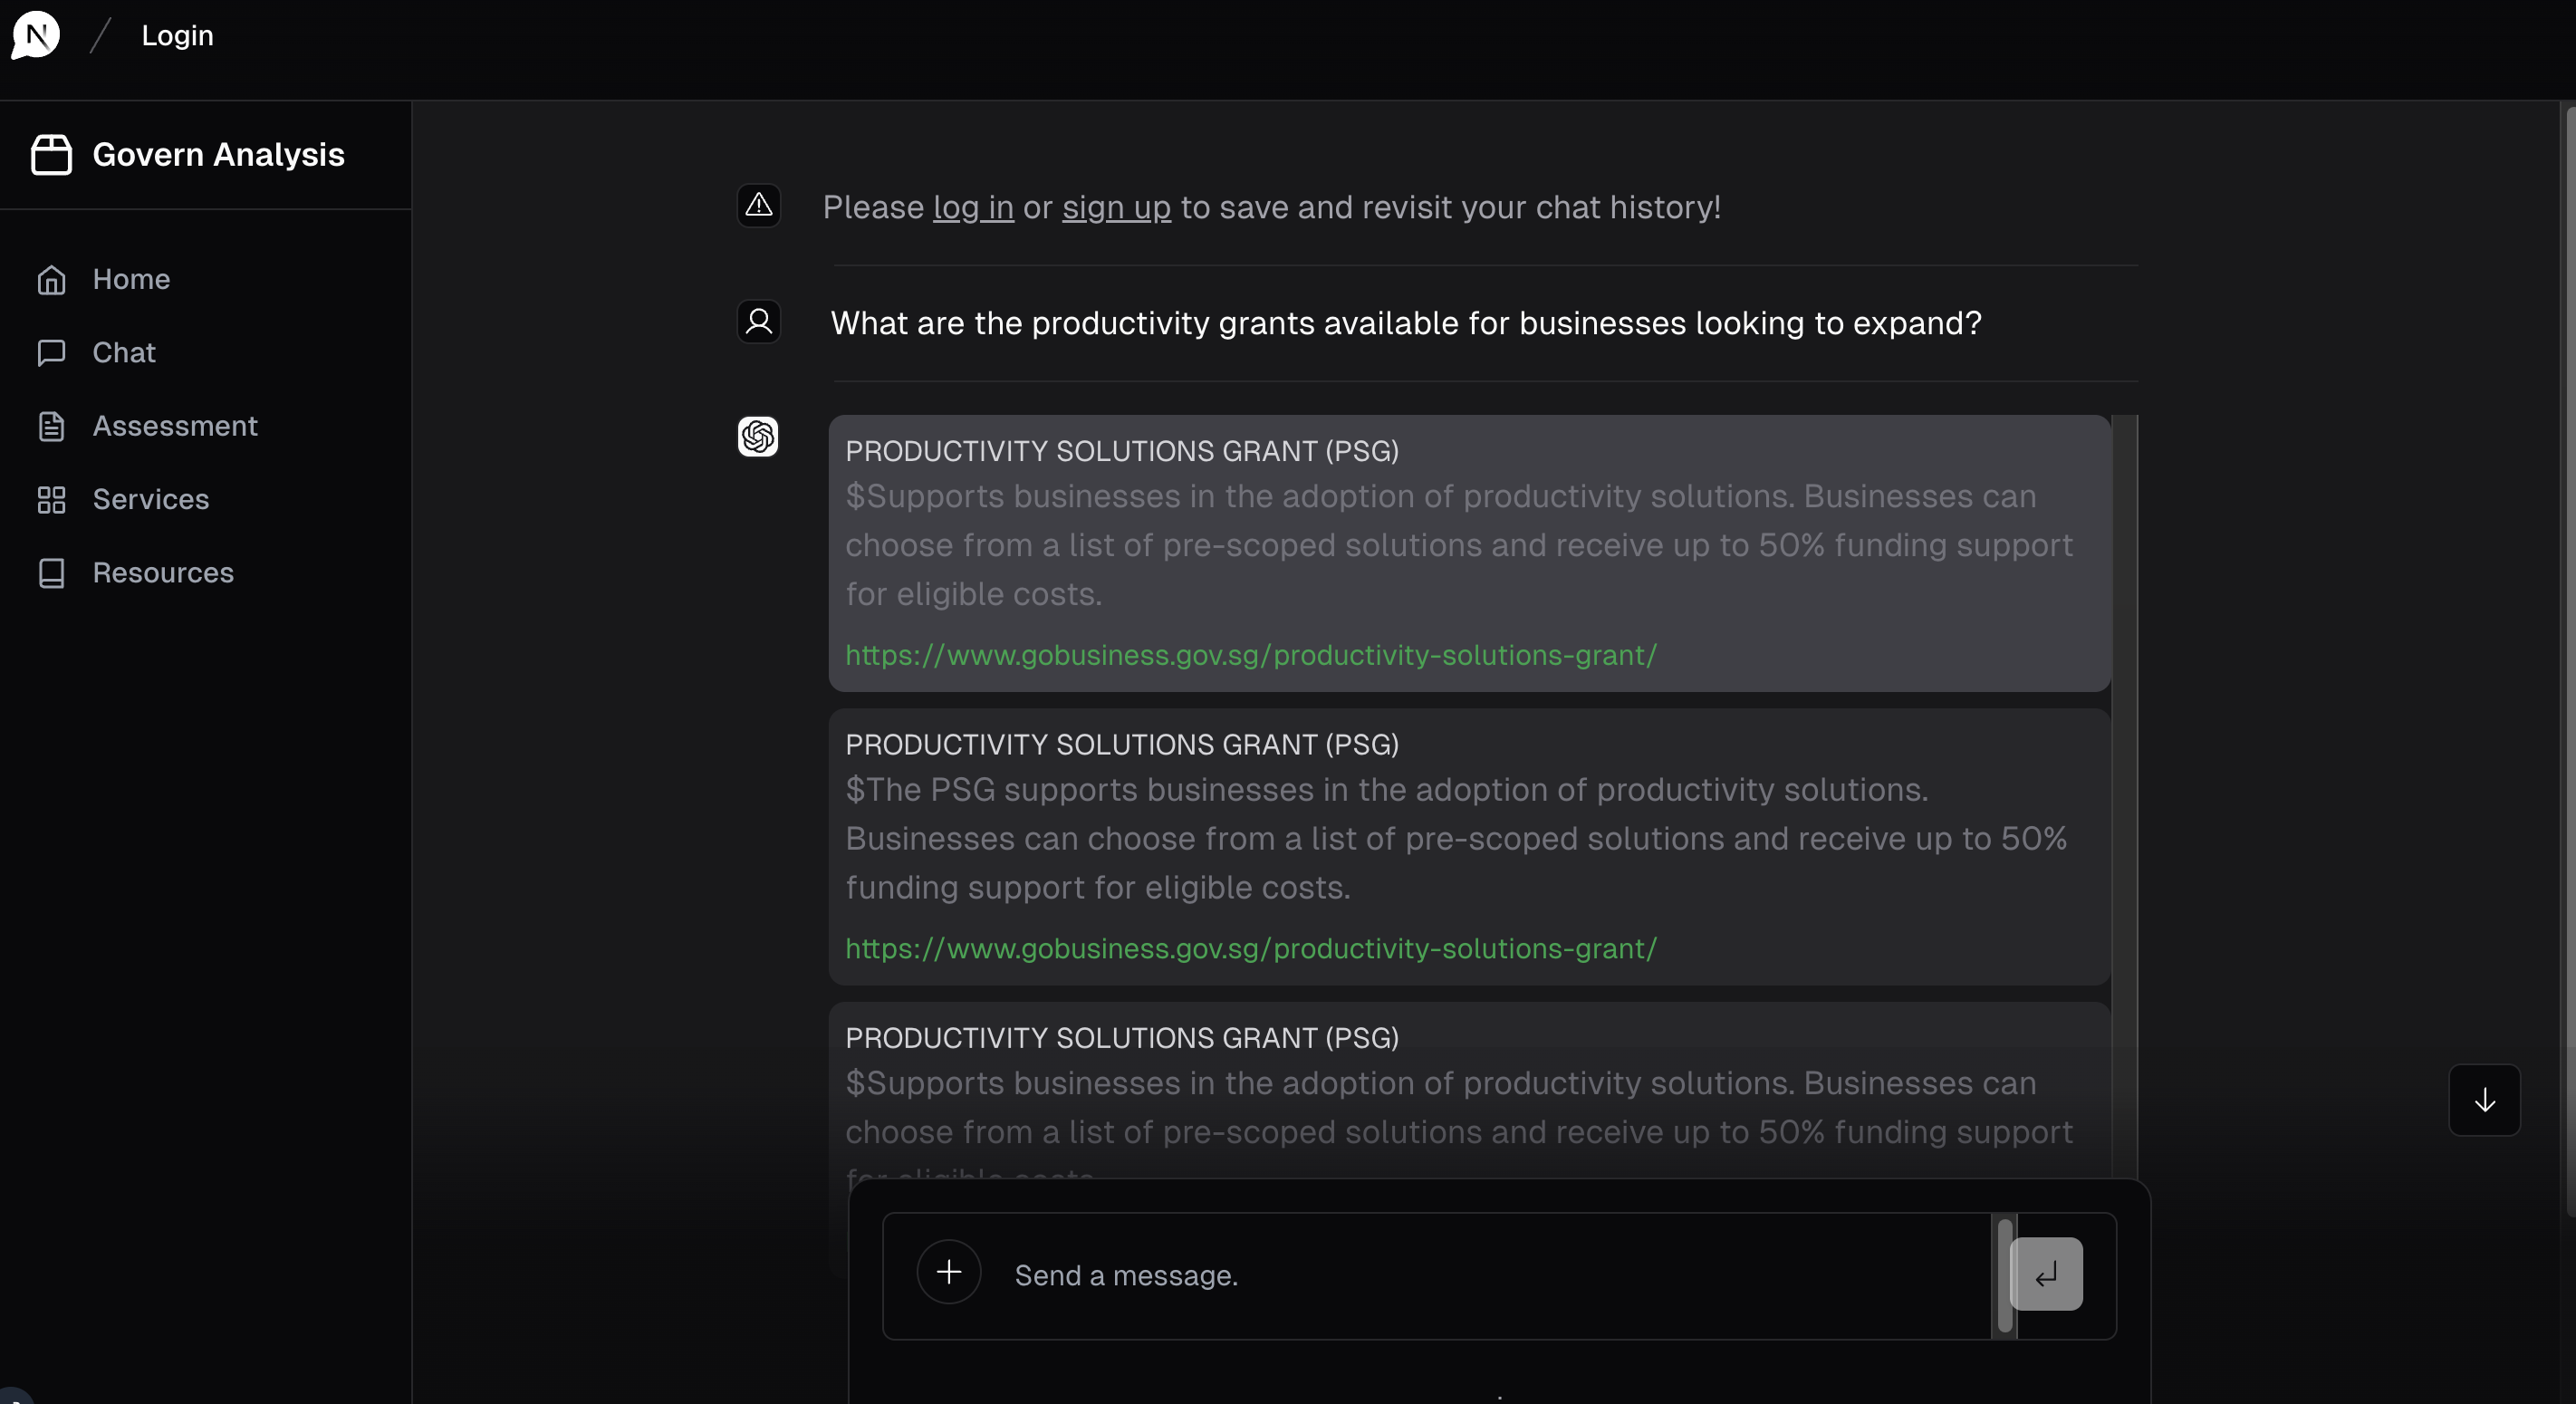 N
Login
Govern Analysis
Home
Chat
Assessment
Services
Resources
Please log in or sign up to save and revisit your chat history!
What are the productivity grants available for businesses looking to expand?
PRODUCTIVITY SOLUTIONS GRANT (PSG)
$Supports businesses in the adoption of productivity solutions. Businesses can
choose from a list of pre-scoped solutions and receive up to 50% funding support
for eligible costs.
https://www.gobusiness.gov.sg/productivity-solutions-grant/
PRODUCTIVITY SOLUTIONS GRANT (PSG)
$The PSG supports businesses in the adoption of productivity solutions.
Businesses can choose from a list of pre-scoped solutions and receive up to 50%
funding support for eligible costs.
https://www.gobusiness.gov.sg/productivity-solutions-grant/
PRODUCTIVITY SOLUTIONS GRANT (PSG)
$Supports businesses in the adoption of productivity solutions. Businesses can
choose from a list of pre-scoped solutions and receive up to 50% funding support
for eligible costs.
Send a message.